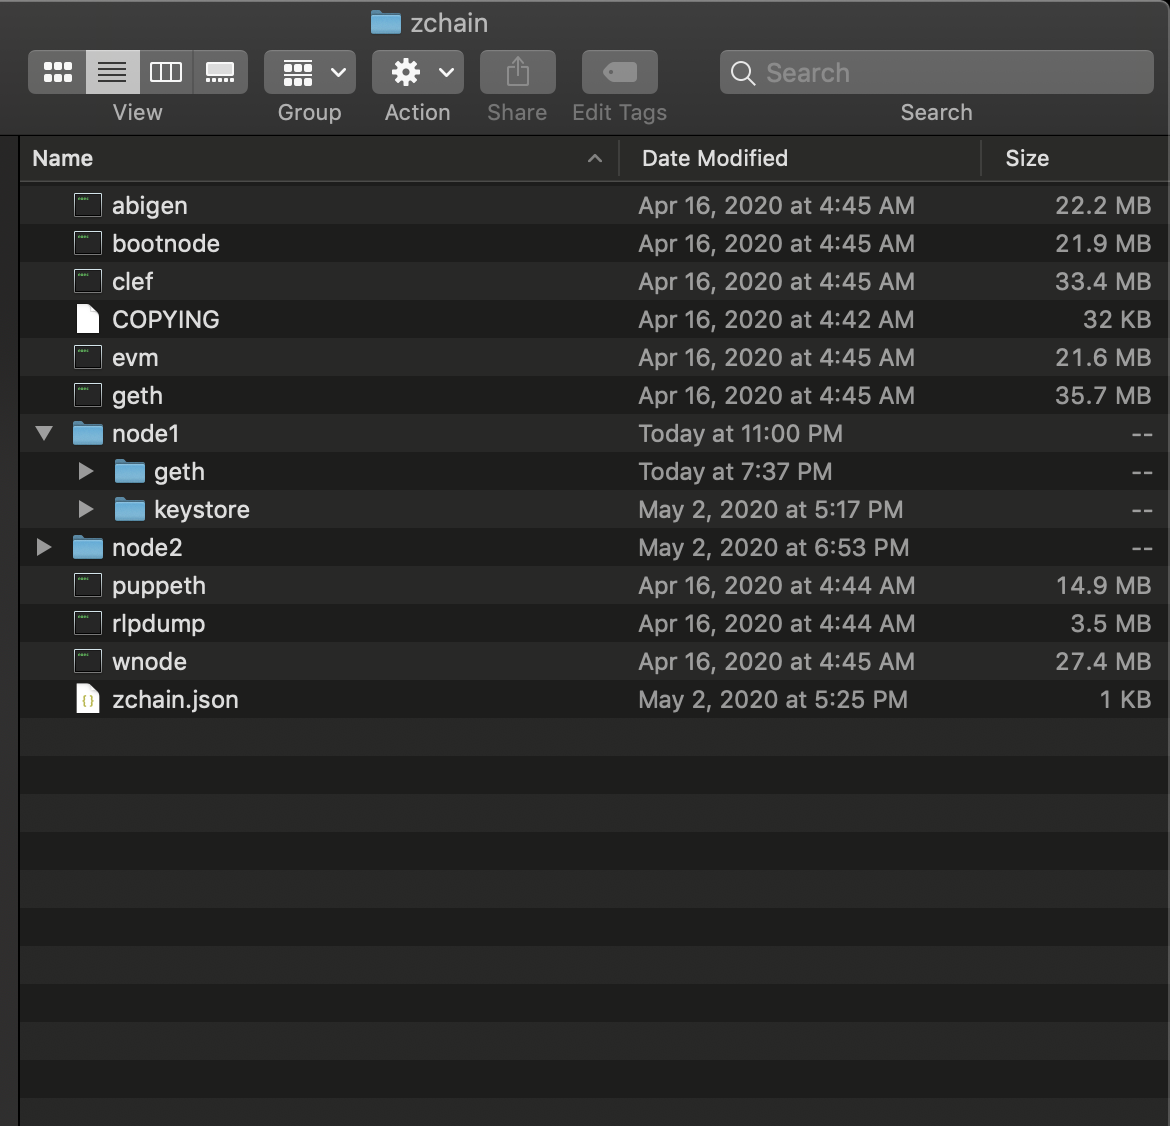 zchain
Search
View Group Action Share Edit Tags Search
Name Date Modified Size
abigen Apr 16, 2020 at 4:45 AM 22.2 MB
bootnode Apr 16, 2020 at 4:45 AM 21.9 MB
clef Apr 16, 2020 at 4:45 AM 33.4 MB
COPYING Apr 16, 2020 at 4:42 AM 32 KB
evm Apr 16, 2020 at 4:45 AM 21.6 MB
geth Apr 16, 2020 at 4:45 AM 35.7 MB
node1 Today at 11:00 PM --
geth Today at 7:37 PM --
keystore May 2, 2020 at 5:17 PM --
node2 May 2, 2020 at 6:53 PM --
puppeth Apr 16, 2020 at 4:44 AM 14.9 MB
rlpdump Apr 16, 2020 at 4:44 AM 3.5 MB
wnode Apr 16, 2020 at 4:45 AM 27.4 MB
zchain.json May 2, 2020 at 5:25 PM 1 KB